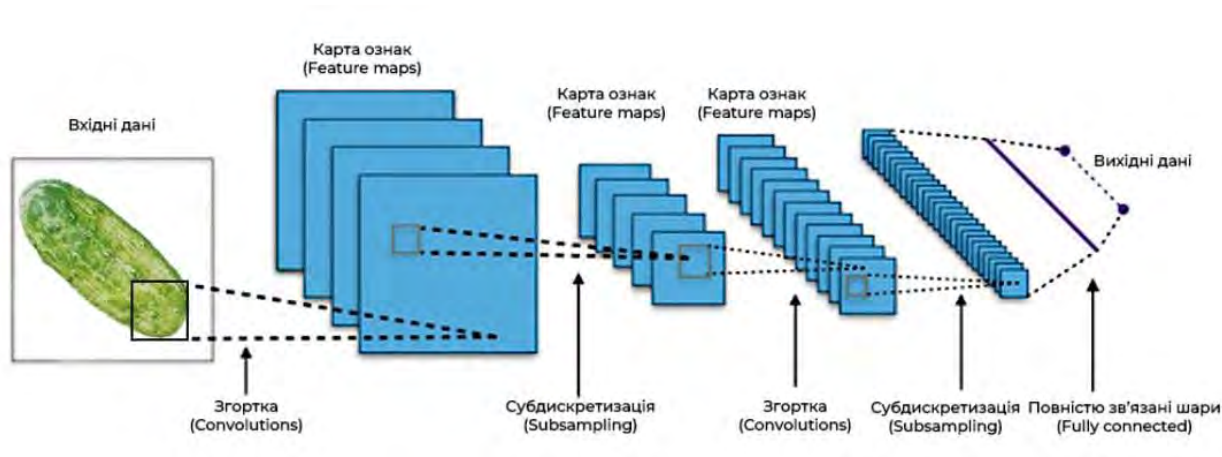 Карта ознак
(Feature maps)
Вхідні дані
Карта ознак
(Feature maps)
Карта ознак
(Feature maps)
Вихідні дані
Згортка
(Convolutions)
Субдискретизація
(Subsampling)
Згортка
(Convolutions)
Субдискретизація
(Subsampling)
Повністю зв'язані шари
(Fully connected)